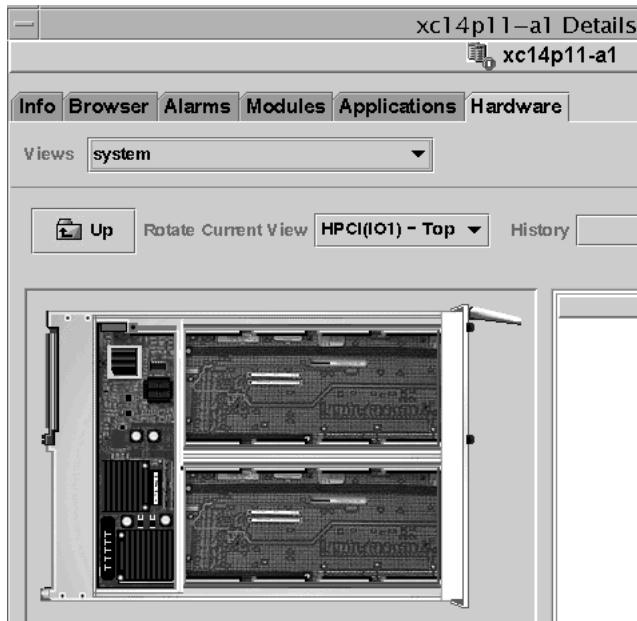 xc14p11-a1 Details
xc14p11-a1
Info Browser Alarms Modules Applications Hardware
Views system
Up Rotate Current View HPCI(IO1) - Top History